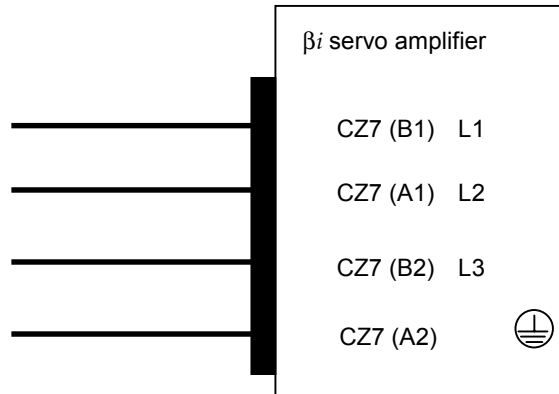 βi servo amplifier
CZ7 (B1) L1
CZ7 (A1) L2
CZ7 (B2) L3
CZ7 (A2)